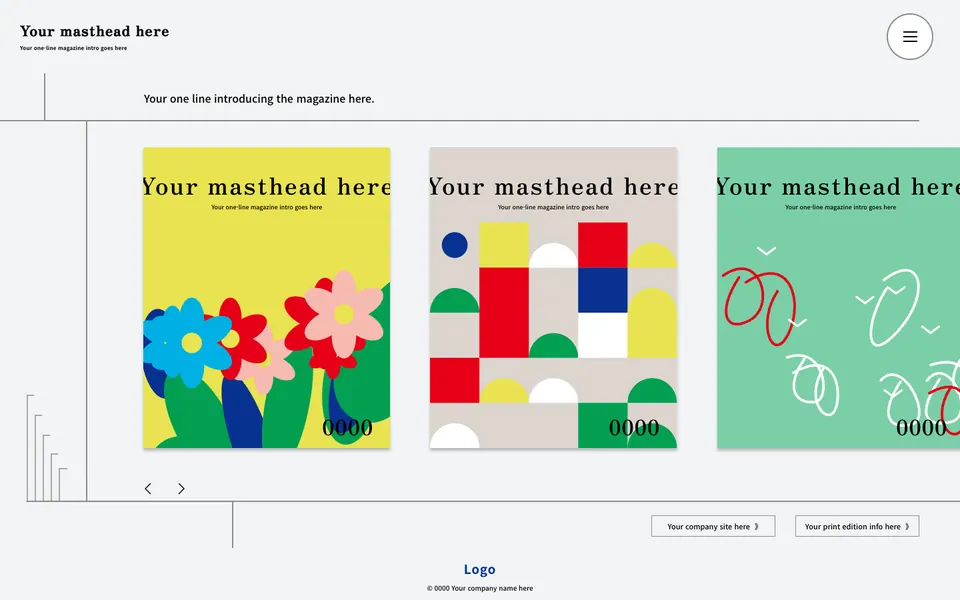 Your masthead here
Your one-line magazine intro goes here
Your one line introducing the magazine here.
Your masthead here
Your one-line magazine intro goes here
0000
Your masthead here
Your one-line magazine intro goes here
0000
Your masthead here
Your one-line magazine intro goes here
0000
Your company site here 》
Your print edition info here 》
Logo
© 0000 Your company name here